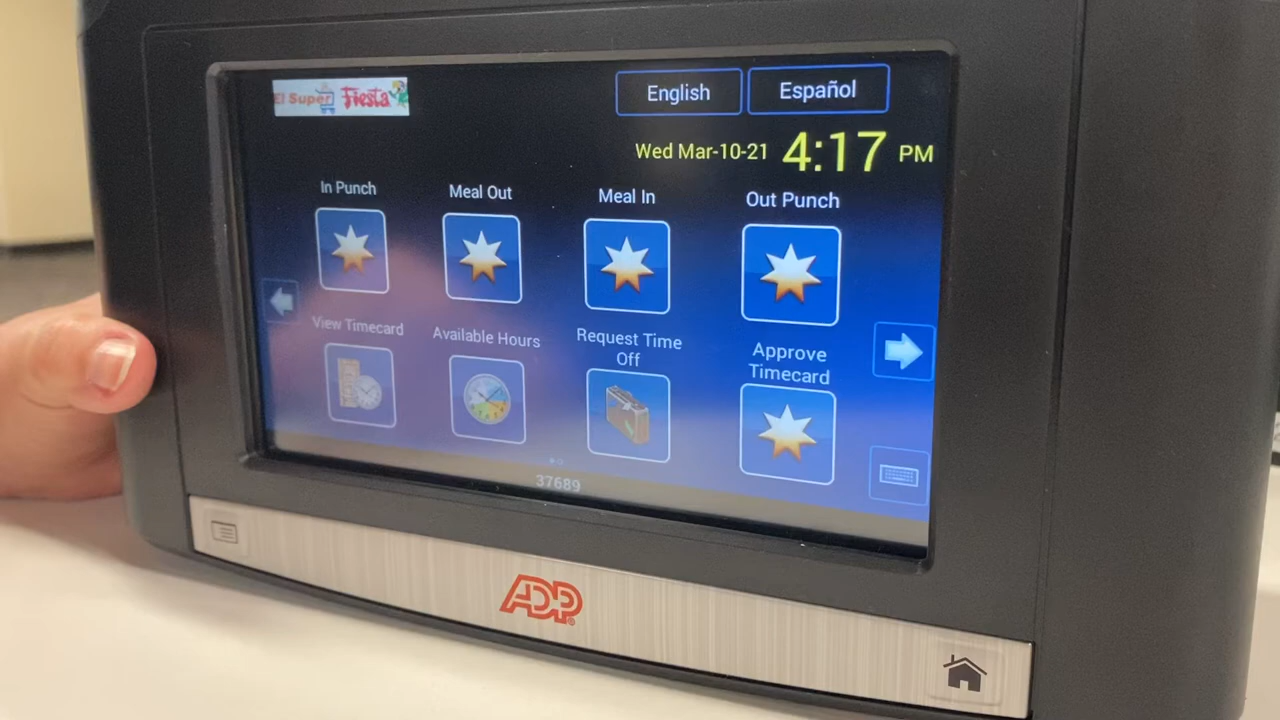 El Super Fiesta
English Español
Wed Mar-10-21 4:17 PM
In Punch Meal Out Meal In Out Punch
View Timecard Available Hours Request Time Off Approve Timecard
37689
ADP